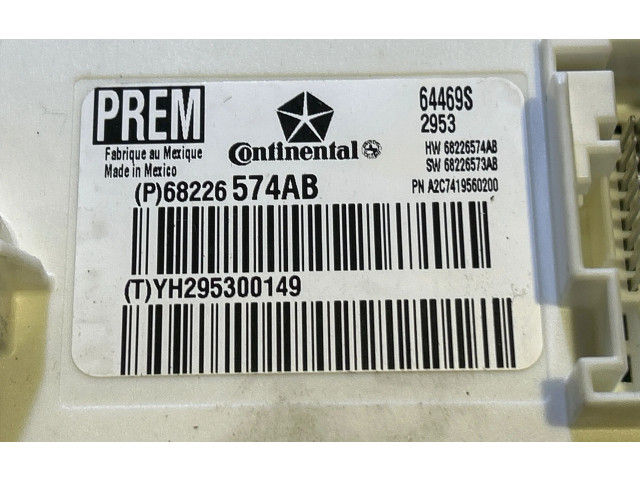 PREM
Fabrique au Mexique
Made in Mexico
Continental
64469S
2953
HW 68226574AB
SW 68226573AB
PN A2C7419560200
(P)68226 574AB
(T)YH295300149